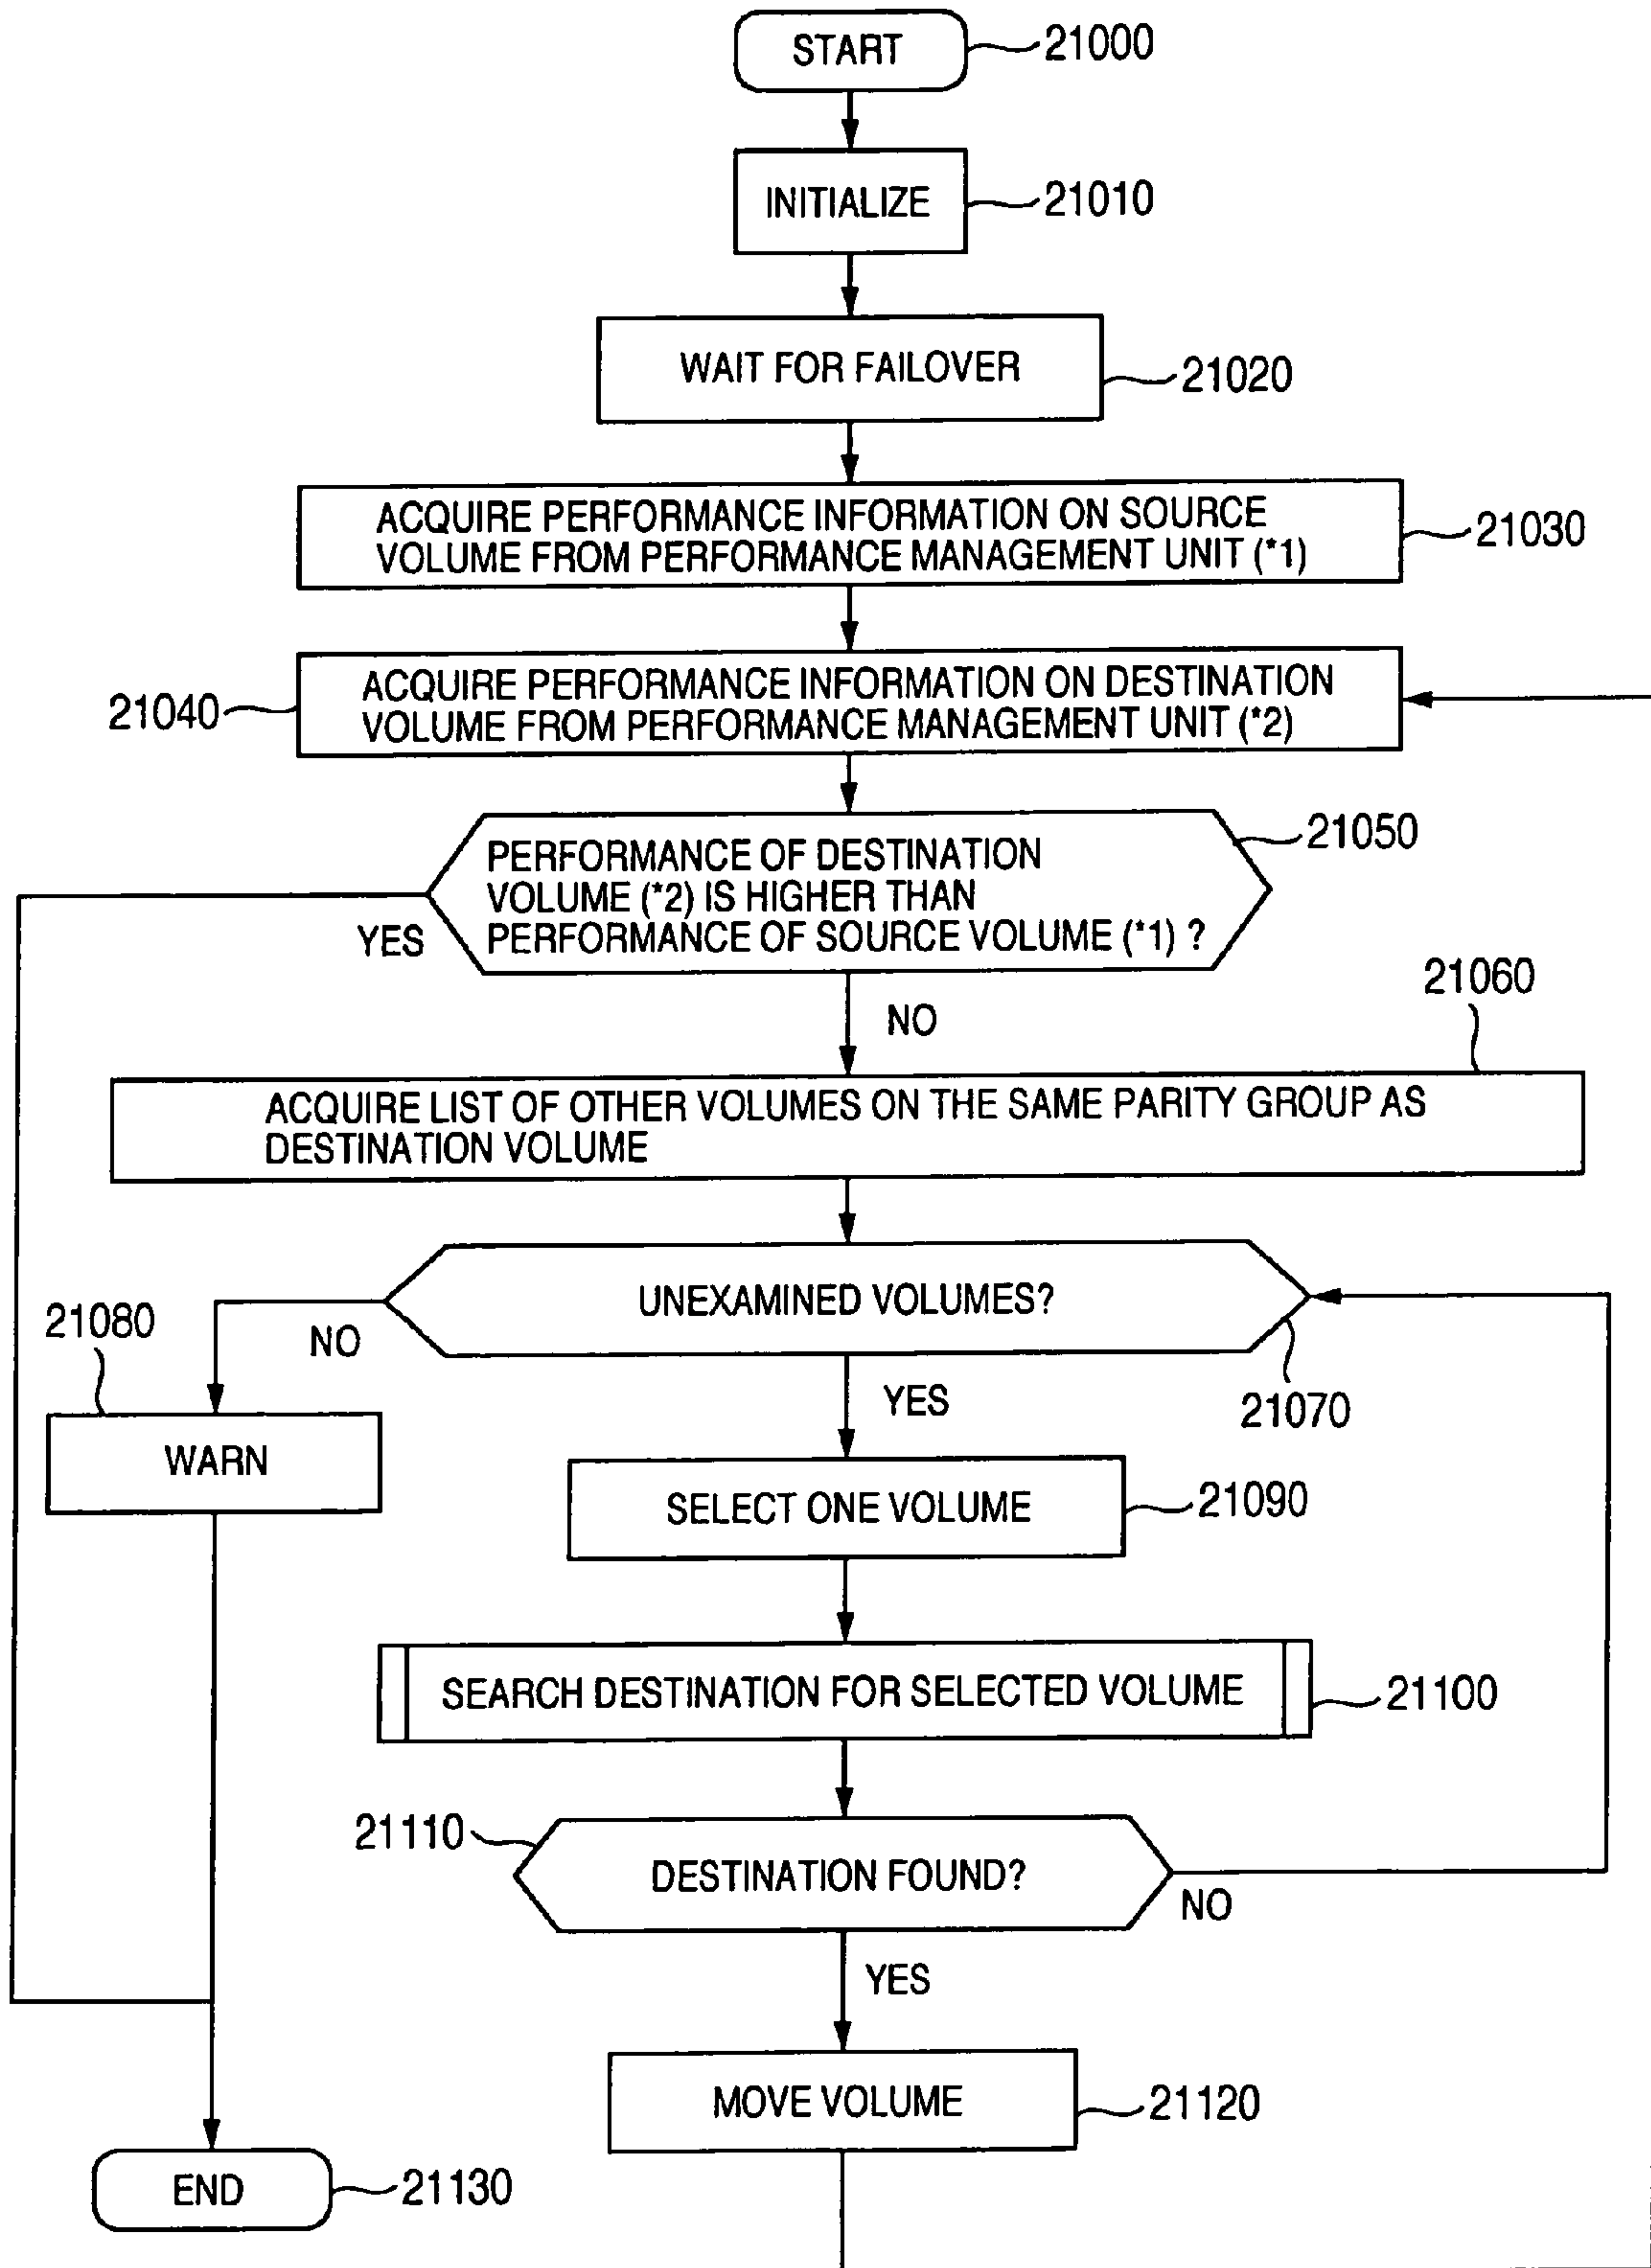 START
21000
INITIALIZE
21010
WAIT FOR FAILOVER
21020
ACQUIRE PERFORMANCE INFORMATION ON SOURCE
VOLUME FROM PERFORMANCE MANAGEMENT UNIT (*1)
21030
21040
ACQUIRE PERFORMANCE INFORMATION ON DESTINATION
VOLUME FROM PERFORMANCE MANAGEMENT UNIT (*2)
21050
PERFORMANCE OF DESTINATION
VOLUME (*2) IS HIGHER THAN
PERFORMANCE OF SOURCE VOLUME (*1) ?
YES
NO
21060
ACQUIRE LIST OF OTHER VOLUMES ON THE SAME PARITY GROUP AS
DESTINATION VOLUME
UNEXAMINED VOLUMES?
21070
NO
21080
WARN
YES
SELECT ONE VOLUME
21090
SEARCH DESTINATION FOR SELECTED VOLUME
21100
21110
DESTINATION FOUND?
NO
YES
MOVE VOLUME
21120
END
21130